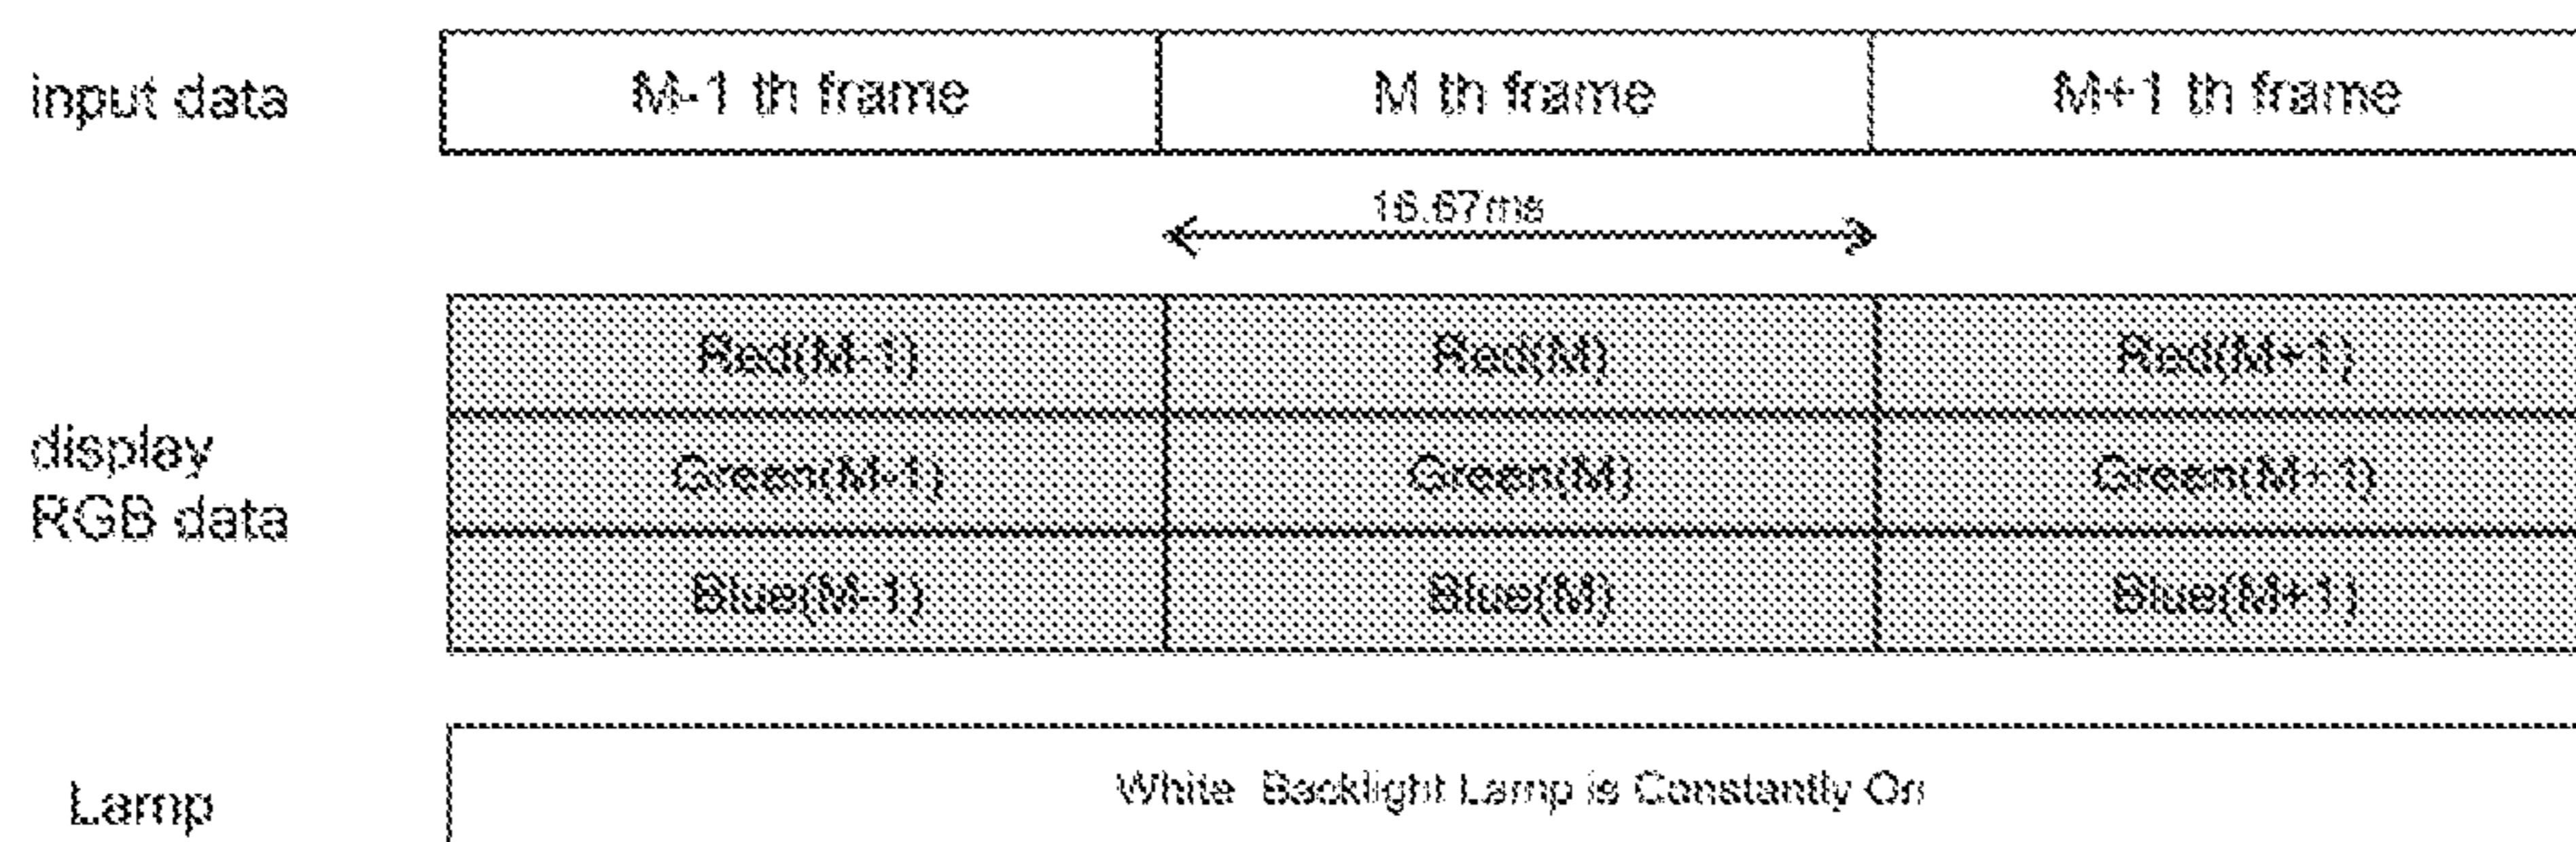 input data
M-1 th frame
M th frame
M+1 th frame
16.67ms
display
RGB data
Red(M-1)
Red(M)
Red(M+1)
Green(M-1)
Green(M)
Green(M+1)
Blue(M-1)
Blue(M)
Blue(M+1)
Lamp
White Backlight Lamp is Constantly On